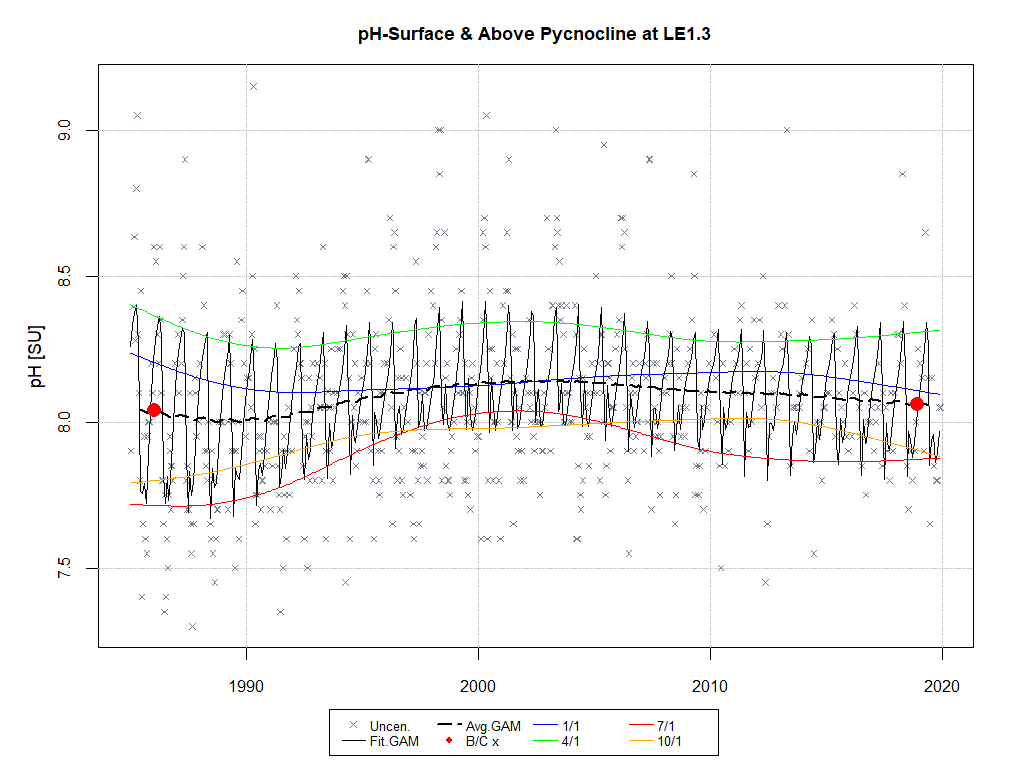 pH-Surface & Above Pycnocline at LE1.3
pH [SU]
9.0
8.5
8.0
7.5
1990 2000 2010 2020
Uncen. Avg.GAM 1/1 7/1
Fit.GAM B/C x 4/1 10/1